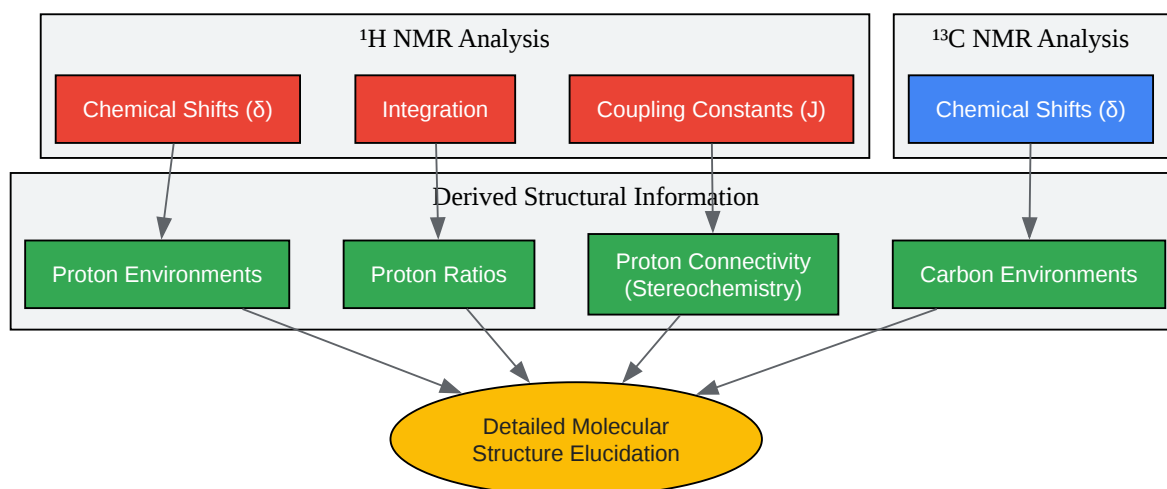 ¹H NMR Analysis
¹³C NMR Analysis
Chemical Shifts (δ)
Integration
Coupling Constants (J)
Chemical Shifts (δ)
Derived Structural Information
Proton Environments
Proton Ratios
Proton Connectivity
(Stereochemistry)
Carbon Environments
Detailed Molecular
Structure Elucidation